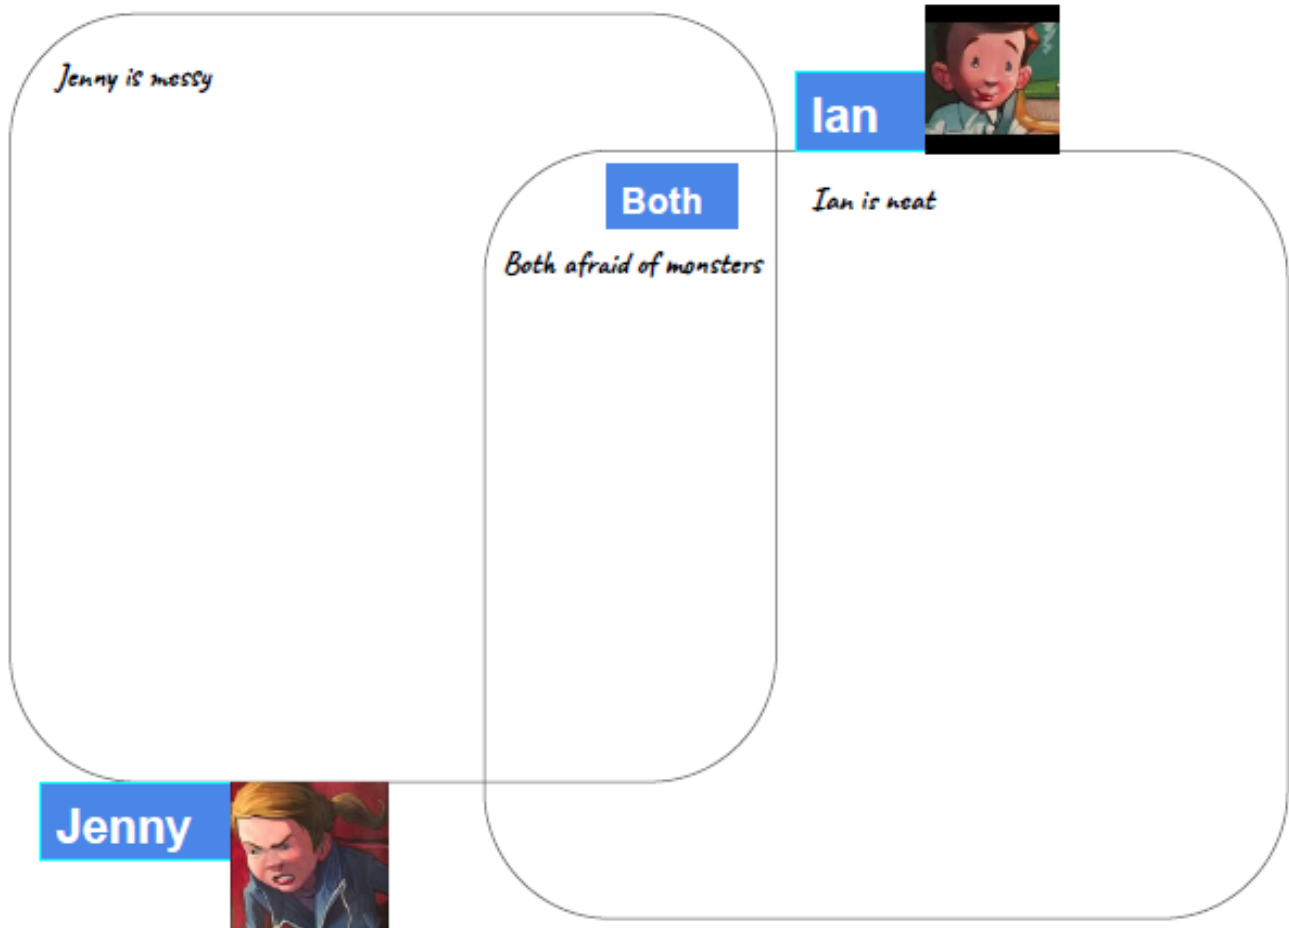 Jenny is messy
Ian
Both
Ian is neat
Both afraid of monsters
Jenny